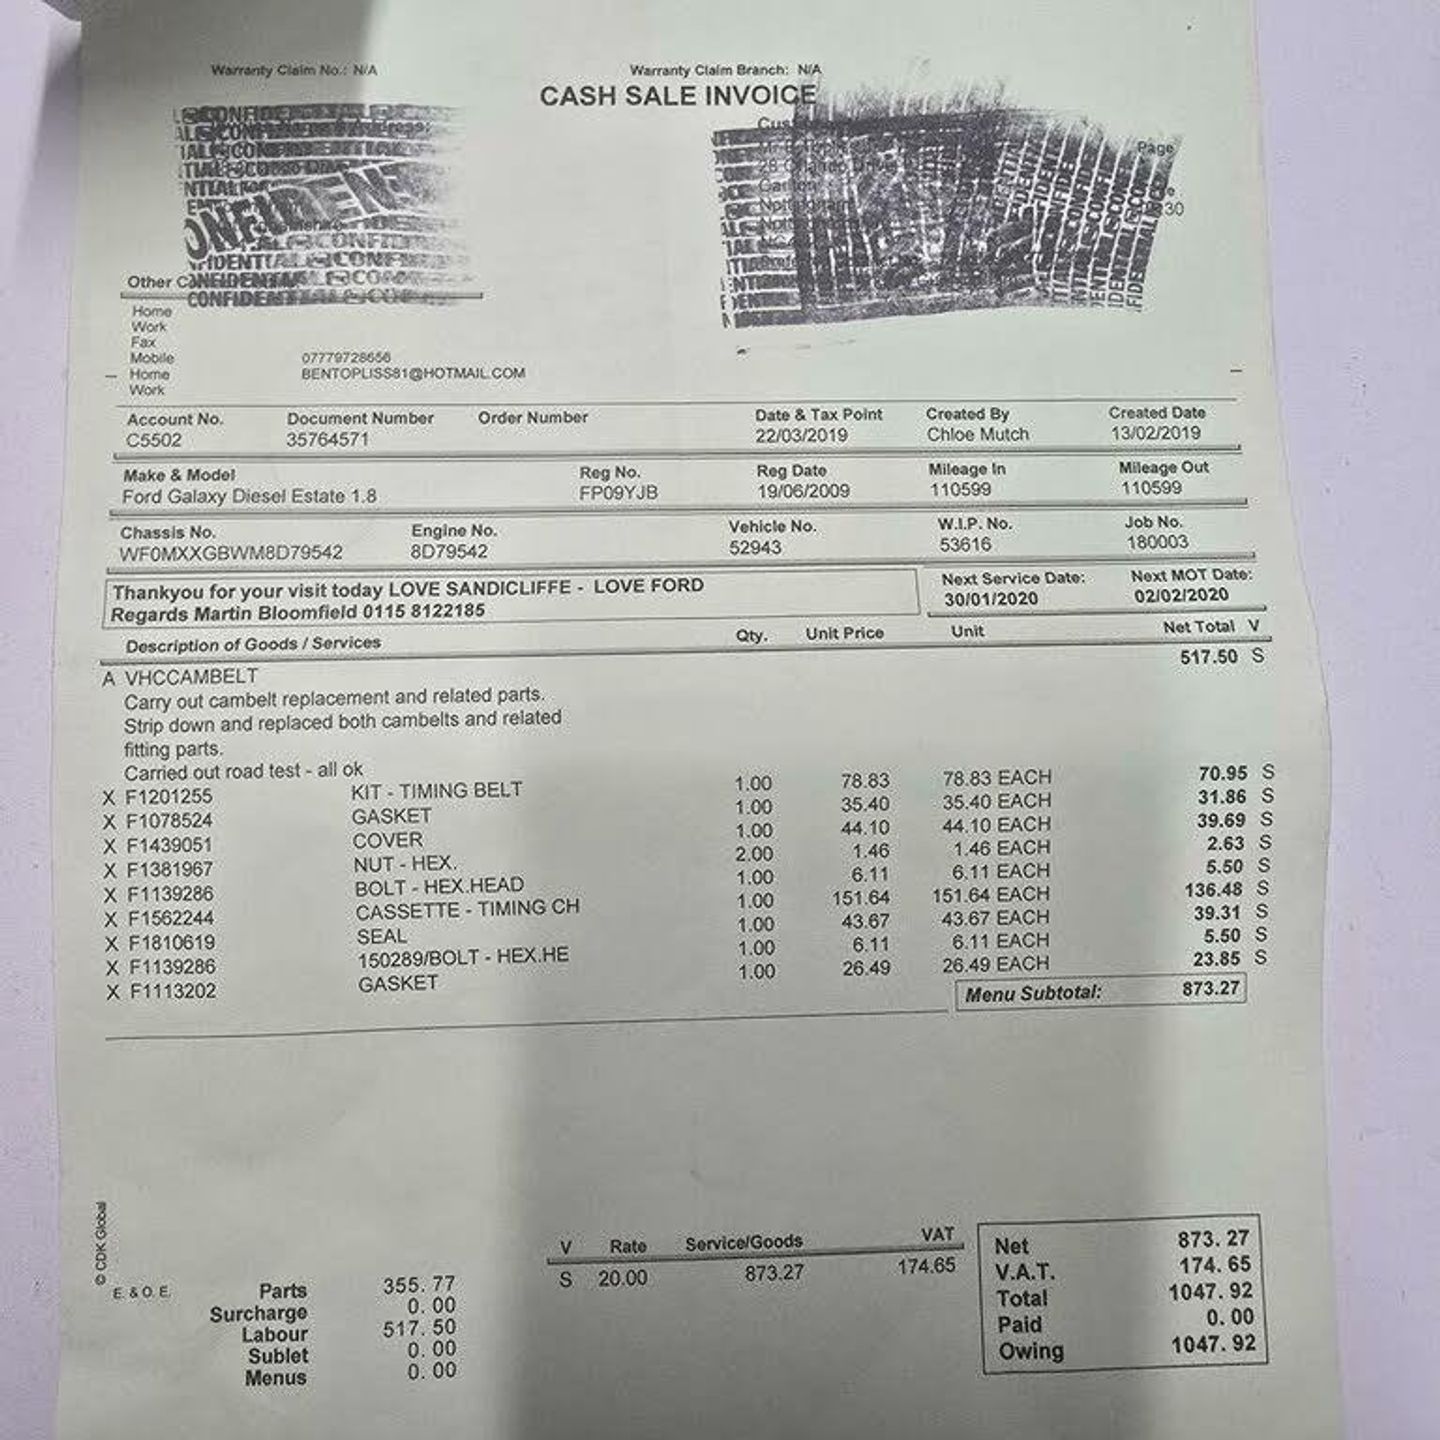 Warranty Claim No.: N/A Warranty Claim Branch: N/A
CASH SALE INVOICE
Page
Nottingham
30
Other
CONFIDENTIAL
Home
Work
Fax
Mobile 07779728656
Home BENTOPLISS81@HOTMAIL.COM
Work
Account No. Document Number Order Number Date & Tax Point Created By Created Date
C5502 35764571 22/03/2019 Chloe Mutch 13/02/2019
Make & Model Reg No. Reg Date Mileage In Mileage Out
Ford Galaxy Diesel Estate 1.8 FP09YJB 19/06/2009 110599 110599
Chassis No. Engine No. Vehicle No. W.I.P. No. Job No.
WF0MXXGBWM8D79542 8D79542 52943 53616 180003
Thankyou for your visit today LOVE SANDICLIFFE - LOVE FORD Next Service Date: Next MOT Date:
Regards Martin Bloomfield 0115 8122185 30/01/2020 02/02/2020
Description of Goods / Services Qty. Unit Price Unit Net Total V
A VHCCAMBELT 517.50 S
Carry out cambelt replacement and related parts.
Strip down and replaced both cambelts and related
fitting parts.
Carried out road test - all ok
X F1201255 KIT - TIMING BELT 1.00 78.83 78.83 EACH 70.95 S
X F1078524 GASKET 1.00 35.40 35.40 EACH 31.86 S
X F1439051 COVER 1.00 44.10 44.10 EACH 39.69 S
X F1381967 NUT - HEX. 2.00 1.46 1.46 EACH 2.63 S
X F1139286 BOLT - HEX.HEAD 1.00 6.11 6.11 EACH 5.50 S
X F1562244 CASSETTE - TIMING CH 1.00 151.64 151.64 EACH 136.48 S
X F1810619 SEAL 1.00 43.67 43.67 EACH 39.31 S
X F1139286 150289/BOLT - HEX.HE 1.00 6.11 6.11 EACH 5.50 S
X F1113202 GASKET 1.00 26.49 26.49 EACH 23.85 S
Menu Subtotal: 873.27
© CDK Global
E. & O. E.
V Rate Service/Goods VAT
S 20.00 873.27 174.65
Parts 355.77
Surcharge 0.00
Labour 517.50
Sublet 0.00
Menus 0.00
Net 873.27
V.A.T. 174.65
Total 1047.92
Paid 0.00
Owing 1047.92